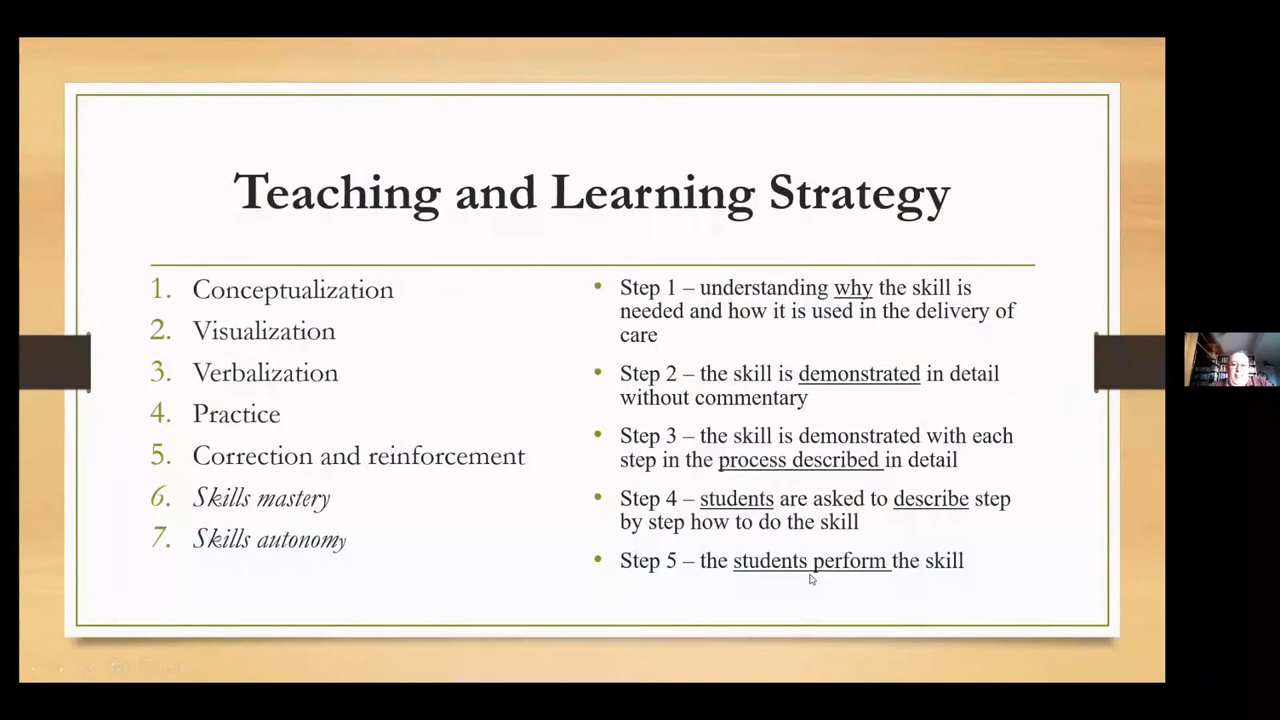 Teaching and Learning Strategy
1. Conceptualization
2. Visualization
3. Verbalization
4. Practice
5. Correction and reinforcement
6. Skills mastery
7. Skills autonomy
• Step 1 – understanding why the skill is
needed and how it is used in the delivery of
care
• Step 2 – the skill is demonstrated in detail
without commentary
• Step 3 – the skill is demonstrated with each
step in the process described in detail
• Step 4 – students are asked to describe step
by step how to do the skill
• Step 5 – the students perform the skill